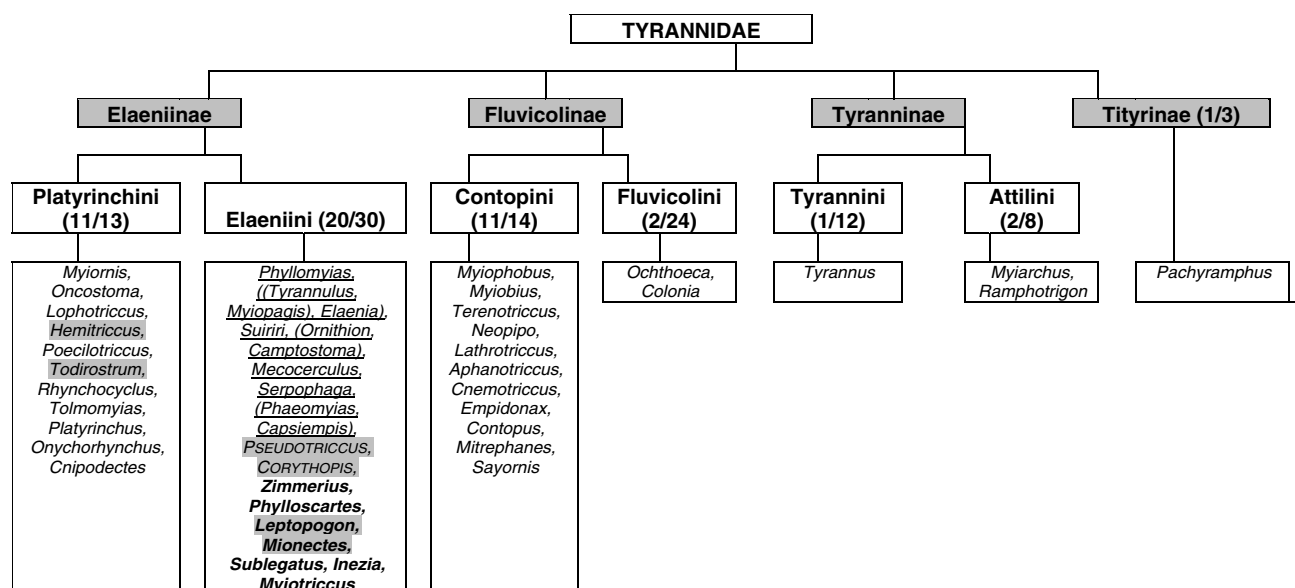 TYRANNIDAE
Elaeniinae
Fluvicolinae
Tyranninae
Tityrinae (1/3)
Platyrinchini
(11/13)
Elaeniini (20/30)
Contopini
(11/14)
Fluvicolini
(2/24)
Tyrannini
(1/12)
Attilini
(2/8)
Myiornis,
Oncostoma,
Lophotriccus,
Hemitriccus,
Poecilotriccus,
Todirostrum,
Rhynchocyclus,
Tolmomyias,
Platyrinchus,
Onychorhynchus,
Cnipodectes
Phyllomyias,
((Tyrannulus,
Myiopagis), Elaenia),
Suiriri, (Ornithion,
Camptostoma),
Mecocerculus,
Serpophaga,
(Phaeomyias,
Capsiempis),
PSEUDOTRICCUS,
CORYTHOPIS,
Zimmerius,
Phylloscartes,
Leptopogon,
Mionectes,
Sublegatus, Inezia,
Myiotriccus
Myiophobus,
Myiobius,
Terenotriccus,
Neopipo,
Lathrotriccus,
Aphanotriccus,
Cnemotriccus,
Empidonax,
Contopus,
Mitrephanes,
Sayornis
Ochthoeca,
Colonia
Tyrannus
Myiarchus,
Ramphotrigon
Pachyramphus